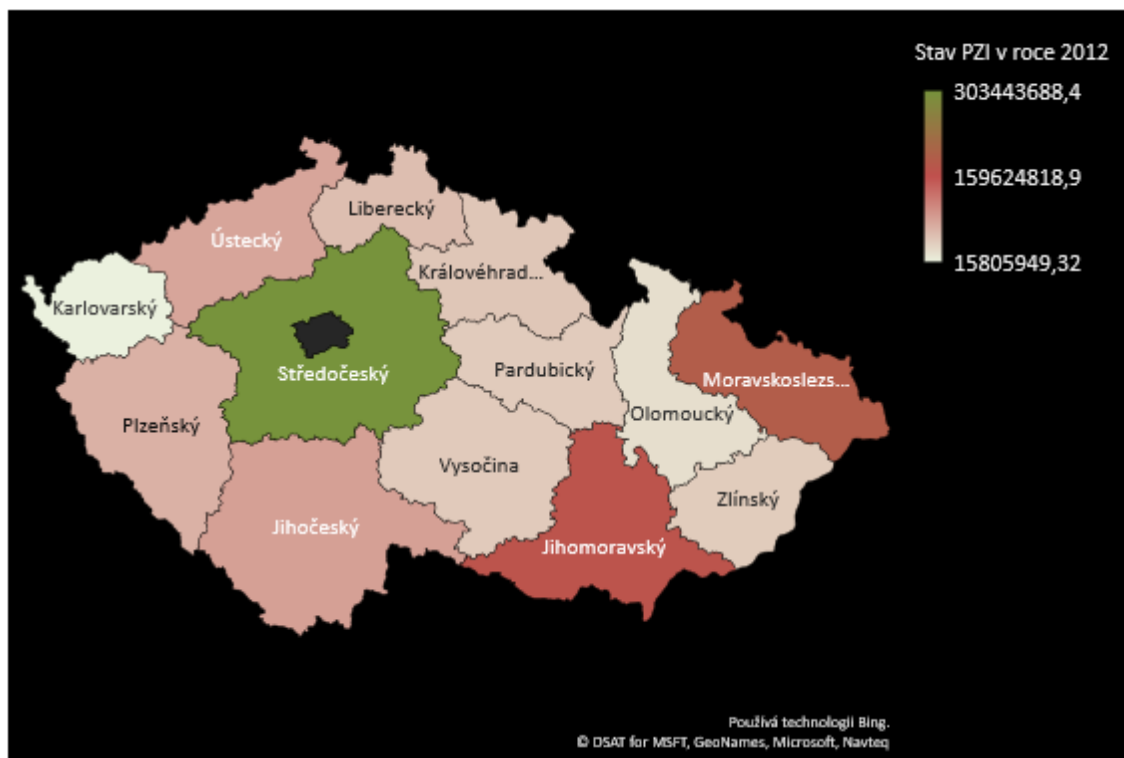 Stav PZI v roce 2012
303443688,4
159624818,9
15805949,32
Liberecký
Ústecký
Královéhrad...
Karlovarský
Středočeský
Pardubický
Moravskoslezs...
Olomoucký
Plzeňský
Vysočina
Zlínský
Jihočeský
Jihomoravský
Používá technologii Bing.
© DSAT for MSFT, GeoNames, Microsoft, Navteq